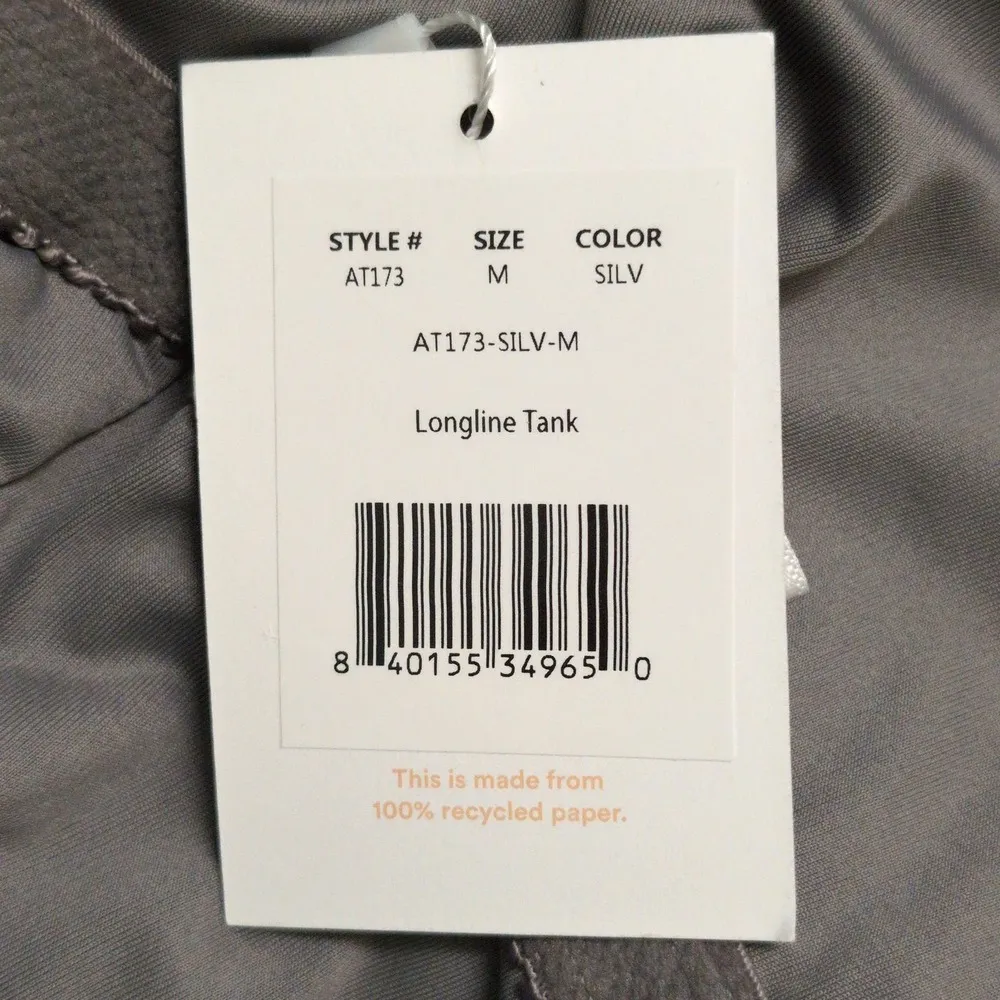 STYLE # SIZE COLOR
AT173 M SILV
AT173-SILV-M
Longline Tank
8 40155 34965 0
This is made from
100% recycled paper.